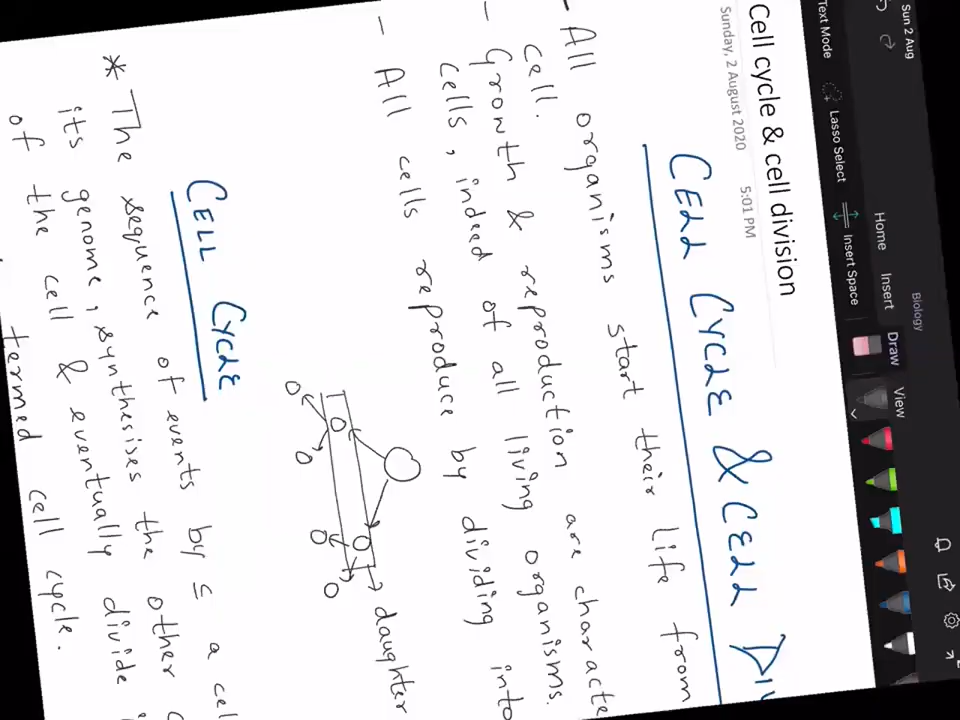 Sun 2 Aug
Biology
Home Insert Draw View
Text Mode Lasso Select Insert Space
Cell cycle & cell division
Sunday, 2 August 2020 5:01 PM
CELL CYCLE & CELL DIV
- All organisms start their life from
cell.
- Growth & reproduction are characte
cells, indeed of all living organisms.
- All cells reproduce by dividing into
daughter
CELL CYCLE
* The sequence of events by a cel
its genome, synthesises the other
of the cell & eventually divide
termed cell cycle.